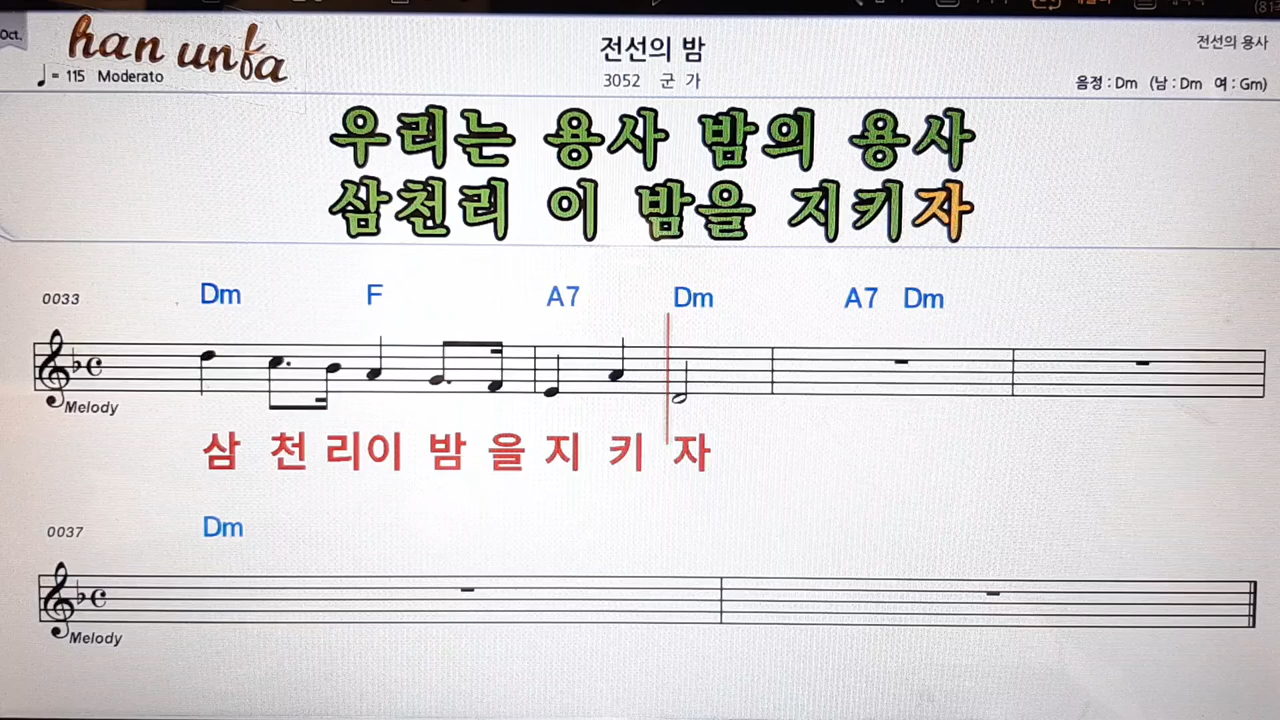 Oct.
han unfa
= 115 Moderato
전선의 밤
3052 군 가
전선의 용사
음정 : Dm (남 : Dm 여 : Gm)
우리는 용사 밤의 용사
삼천리 이 밤을 지키자
0033 Dm F A7 Dm A7 Dm
Melody
삼 천 리이 밤 을 지 키 자
0037 Dm
Melody